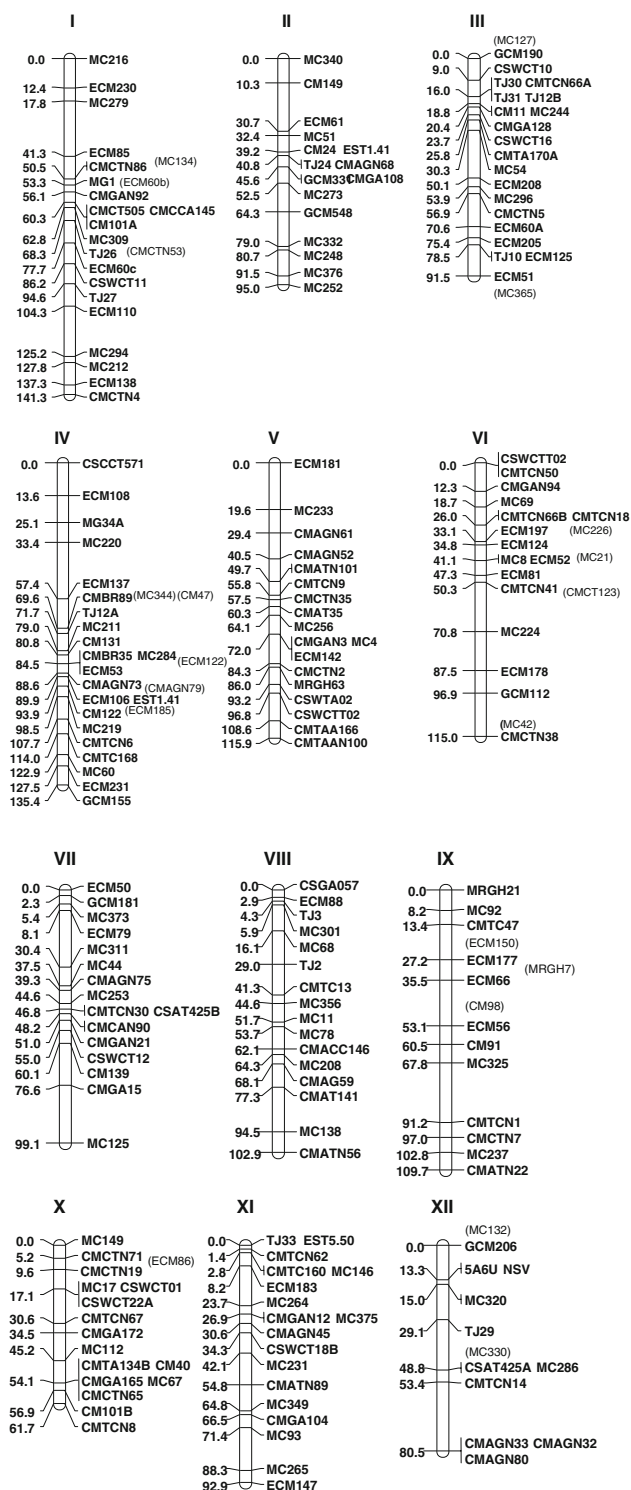 I
0.0 MC216
12.4 ECM230
17.8 MC279
41.3 ECM85
50.5 CMCTN86 (MC134)
53.3 MG1 (ECM60b)
56.1 CMGAN92
60.3 CMCT505 CMCCA145
CM101A
62.8 MC309
68.3 TJ26 (CMCTN53)
77.7 ECM60c
86.2 CSWCT11
94.6 TJ27
104.3 ECM110
125.2 MC294
127.8 MC212
137.3 ECM138
141.3 CMCTN4
II
0.0 MC340
10.3 CM149
30.7 ECM61
32.4 MC51
39.2 CM24 EST1.41
40.8 TJ24 CMAGN68
45.6 GCM331 CMGA108
52.5 MC273
64.3 GCM548
79.0 MC332
80.7 MC248
91.5 MC376
95.0 MC252
III
(MC127)
0.0 GCM190
9.0 CSWCT10
16.0 TJ30 CMTCN66A
TJ31 TJ12B
18.8 CM11 MC244
20.4 CMGA128
23.7 CSWCT16
25.8 CMTA170A
30.3 MC54
50.1 ECM208
53.9 MC296
56.9 CMCTN5
70.6 ECM60A
75.4 ECM205
78.5 TJ10 ECM125
91.5 ECM51
(MC365)
IV
0.0 CSCCT571
13.6 ECM108
25.1 MG34A
33.4 MC220
57.4 ECM137
69.6 CMBR89 (MC344) (CM47)
71.7 TJ12A
79.0 MC211
80.8 CM131
84.5 CMBR35 MC284 (ECM122)
ECM53
88.6 CMAGN73 (CMAGN79)
89.9 ECM106 EST1.41
93.9 CM122 (ECM185)
98.5 MC219
107.7 CMTCN6
114.0 CMTC168
122.9 MC60
127.5 ECM231
135.4 GCM155
V
0.0 ECM181
19.6 MC233
29.4 CMAGN61
40.5 CMAGN52
49.7 CMATN101
55.8 CMTCN9
57.5 CMCTN35
60.3 CMAT35
64.1 MC256
72.0 CMGAN3 MC4
ECM142
84.3 CMCTN2
86.0 MRGH63
93.2 CSWTA02
96.8 CSWCTT02
108.6 CMTAA166
115.9 CMTAAN100
VI
0.0 CSWCTT02
CMTCN50
12.3 CMGAN94
18.7 MC69
26.0 CMTCN66B CMTCN18
33.1 ECM197 (MC226)
34.8 ECM124
41.1 MC8 ECM52 (MC21)
47.3 ECM81
50.3 CMTCN41 (CMCT123)
70.8 MC224
87.5 ECM178
96.9 GCM112
(MC42)
115.0 CMCTN38
VII
0.0 ECM50
2.3 GCM181
5.4 MC373
8.1 ECM79
30.4 MC311
37.5 MC44
39.3 CMAGN75
44.6 MC253
46.8 CMTCN30 CSAT425B
48.2 CMCAN90
51.0 CMGAN21
55.0 CSWCT12
60.1 CM139
76.6 CMGA15
99.1 MC125
VIII
0.0 CSGA057
2.9 ECM88
4.3 TJ3
5.9 MC301
16.1 MC68
29.0 TJ2
41.3 CMTC13
44.6 MC356
51.7 MC11
53.7 MC78
62.1 CMACC146
64.3 MC208
68.1 CMAG59
77.3 CMAT141
94.5 MC138
102.9 CMATN56
IX
0.0 MRGH21
8.2 MC92
13.4 CMTC47
(ECM150)
27.2 ECM177 (MRGH7)
35.5 ECM66
(CM98)
53.1 ECM56
60.5 CM91
67.8 MC325
91.2 CMTCN1
97.0 CMCTN7
102.8 MC237
109.7 CMATN22
X
0.0 MC149
5.2 CMCTN71 (ECM86)
9.6 CMCTN19
17.1 MC17 CSWCT01
CSWCT22A
30.6 CMTCN67
34.5 CMGA172
45.2 MC112
54.1 CMTA134B CM40
CMGA165 MC67
CMCTN65
56.9 CM101B
61.7 CMTCN8
XI
0.0 TJ33 EST5.50
1.4 CMTCN62
2.8 CMTC160 MC146
8.2 ECM183
23.7 MC264
26.9 CMGAN12 MC375
30.6 CMAGN45
34.3 CSWCT18B
42.1 MC231
54.8 CMATN89
64.8 MC349
66.5 CMGA104
71.4 MC93
88.3 MC265
92.9 ECM147
XII
(MC132)
0.0 GCM206
13.3 5A6U NSV
15.0 MC320
29.1 TJ29
(MC330)
48.8 CSAT425A MC286
53.4 CMTCN14
80.5 CMAGN33 CMAGN32
CMAGN80